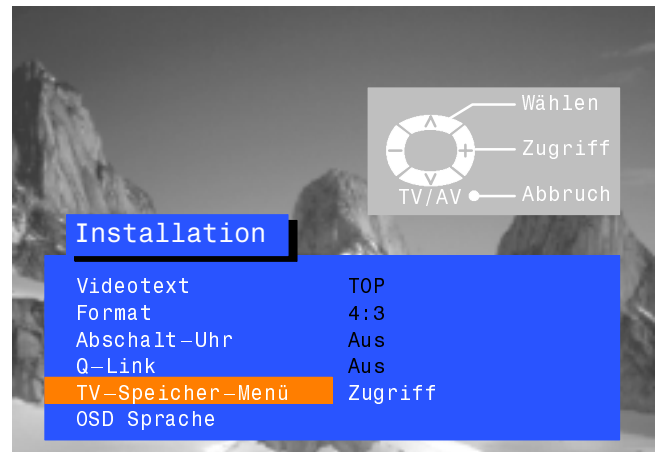 Wählen
Zugriff
TV/AV Abbruch
Installation
Videotext TOP
Format 4:3
Abschalt–Uhr Aus
Q–Link Aus
TV–Speicher–Menü Zugriff
OSD Sprache